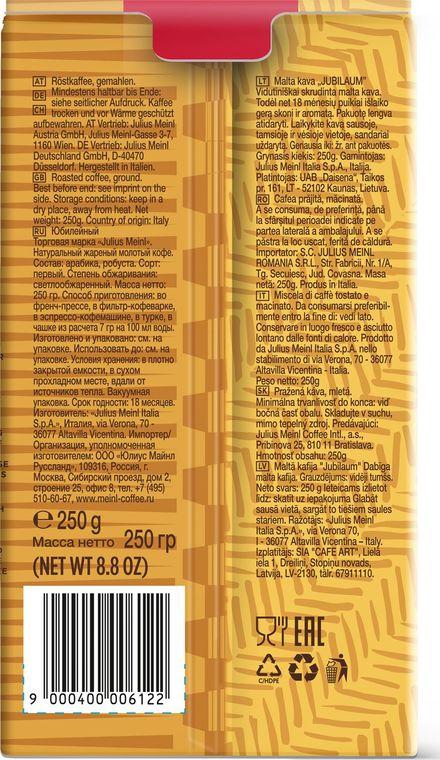 AT Röstkaffee, gemahlen.
DE Mindestens haltbar bis Ende:
siehe seitlicher Aufdruck. Kaffee
trocken und vor Wärme geschützt
aufbewahren. AT Vertrieb: Julius Meinl
Austria GmbH, Julius Meinl-Gasse 3-7,
1160 Wien. DE Vertrieb: Julius Meinl
Deutschland GmbH, D-40470
Düsseldorf. Hergestellt in Italien.
GB Roasted coffee, ground.
Best before end: see imprint on the
side. Storage conditions: keep in a
dry place, away from heat. Net
weight: 250g. Country of origin: Italy
RU Юбилейный
Торговая марка «Julius Meinl».
Натуральный жареный молотый кофе.
Состав: арабика, робуста. Сорт:
первый. Степень обжаривания:
светлообжаренный. Масса нетто:
250 гр. Способ приготовления: во
френч-прессе, в фильтр-кофеварке,
в эспрессо-кофемашине, в турке, в
чашке из расчета 7 гр на 100 мл воды.
Изготовлено и упаковано: см. на
упаковке. Использовать до: см. на
упаковке. Условия хранения: в плотно
закрытой емкости, в сухом
прохладном месте, вдали от
источников тепла. Вакуумная
упаковка. Срок годности: 18 месяцев.
Изготовитель: «Julius Meinl Italia
S.p.A.», Италия, via Verona, 70 -
36077 Altavilla Vicentina. Импортер/
Организация, уполномоченная
изготовителем: ООО «Юлиус Майнл
Руссланд», 109316, Россия, г.
Москва, Сибирский проезд, дом 2,
строение 25, офис 8, тел. +7 (495)
510-60-67, www.meinl-coffee.ru
℮ 250 g
Масса нетто 250 гр
(NET WT 8.8 OZ)
9 000400 006122
LT Malta kava „JUBILAUM"
Vidutiniškai skrudinta malta kava.
Todėl net 18 mėnesių puikiai išlaiko
gerą skonį ir aromatą. Pakuotę lengva
atidaryti. Laikykite kava sausoje,
tamsioje ir vėsioje vietoje, sandariai
uždarytą. Geriausia iki: žr. ant pakuotės.
Grynasis kiekis: 250g. Gamintojas:
Julius Meinl Italia S.p.A., Italija.
Platintojas: UAB „Daisena", Taikos
pr. 161, LT - 52102 Kaunas, Lietuva.
RO Cafea prăjită, măcinată.
A se consuma, de preferință, până
la sfârșitul perioadei indicate pe
partea laterală a ambalajului. A se
păstra la loc uscat, ferită de căldură.
Importator: S.C. JULIUS MEINL
ROMANIA S.R.L., Str. Fabricii, Nr. 1/A,
Tg. Secuiesc, Jud. Covasna. Masa
netă: 250g. Produs în Italia.
IT Miscela di caffè tostato e
macinato. Da consumarsi preferibil-
mente entro la fine di: vedi lato.
Conservare in luogo fresco e asciutto
lontano dalle fonti di calore. Prodotto
da Julius Meinl Italia S.p.A. nello
stabilimento di via Verona, 70 - 36077
Altavilla Vicentina - Italy.
Peso netto: 250g
SK Pražená káva, mletá.
Minimálna trvanlivosť do konca: viď
bočná časť obalu. Skladujte v suchu,
mimo tepelný zdroj. Predávajúci:
Julius Meinl Coffee Intl., a.s.,
Pribinova 25, 810 11 Bratislava.
Hmotnosť obsahu: 250g
LV Maltā kafija "Jubilaum" Dabīga
malta kafija. Grauzdējums: vidēji tumšs.
Neto svars: 250 g Ieteicams izlietot
līdz: skatīt uz iepakojuma Glabāt
sausā vietā, sargāt to tiešiem saules
stariem. Ražotājs: «Julius Meinl
Italia S.p.A.», via Verona, 70,
I - 36077 Altavilla Vicentina - Italy.
Izplatītājs: SIA "CAFE ART", Lielā
iela 1, Dreiliņi, Stopiņu novads,
Latvija, LV-2130, tālr. 67911110.
EAC
C/HDPE